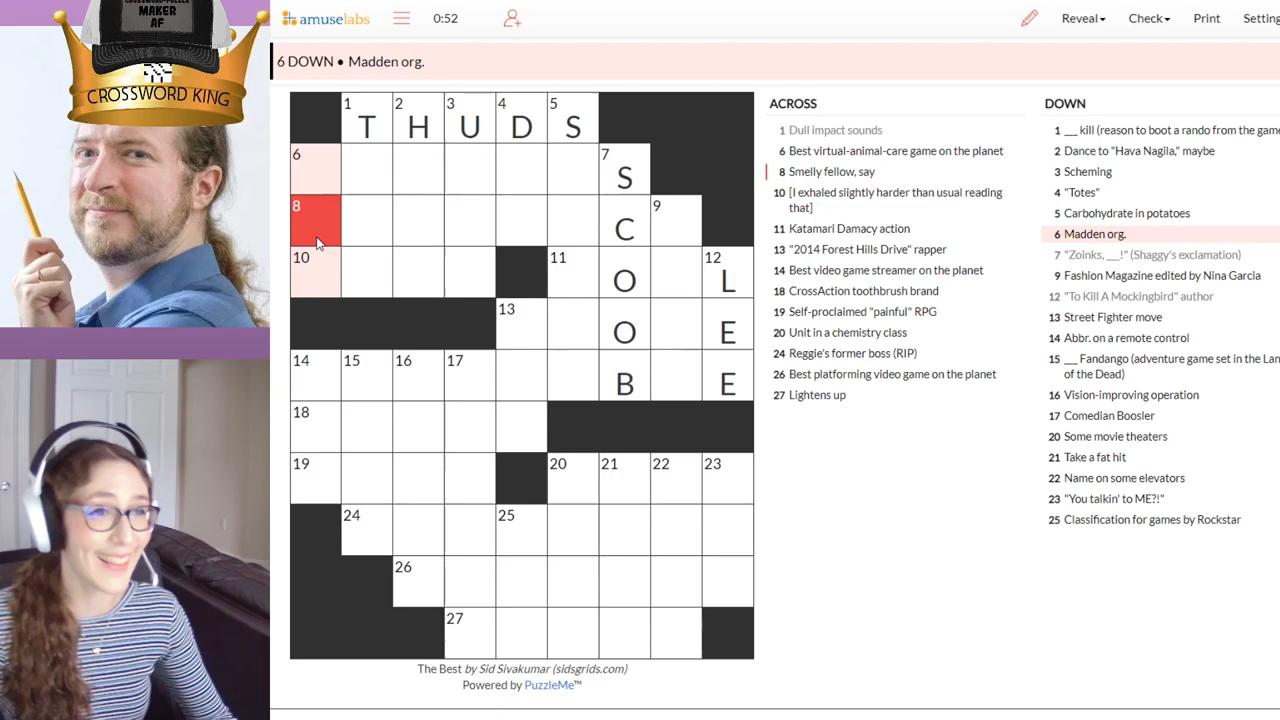 CROSSWORD-PUZZLE
MAKER
AF
CROSSWORD KING
amuselabs
0:52
Reveal
Check
Print
6 DOWN • Madden org.
1 2 3 4 5
T H U D S
6 7
S
8 9
C
10 11 12
O L
13
O E
14 15 16 17
B E
18
19 20 21 22 23
24 25
26
27
The Best by Sid Sivakumar (sidsgrids.com)
Powered by PuzzleMe™
ACROSS
1 Dull impact sounds
6 Best virtual-animal-care game on the planet
8 Smelly fellow, say
10 [I exhaled slightly harder than usual reading
that]
11 Katamari Damacy action
13 "2014 Forest Hills Drive" rapper
14 Best video game streamer on the planet
18 CrossAction toothbrush brand
19 Self-proclaimed "painful" RPG
20 Unit in a chemistry class
24 Reggie's former boss (RIP)
26 Best platforming video game on the planet
27 Lightens up
DOWN
1 ___ kill (reason to boot a rando from the game
2 Dance to "Hava Nagila," maybe
3 Scheming
4 "Totes"
5 Carbohydrate in potatoes
6 Madden org.
7 "Zoinks, ___!" (Shaggy's exclamation)
9 Fashion Magazine edited by Nina Garcia
12 "To Kill A Mockingbird" author
13 Street Fighter move
14 Abbr. on a remote control
15 ___ Fandango (adventure game set in the Lan
of the Dead)
16 Vision-improving operation
17 Comedian Boosler
20 Some movie theaters
21 Take a fat hit
22 Name on some elevators
23 "You talkin' to ME?!"
25 Classification for games by Rockstar